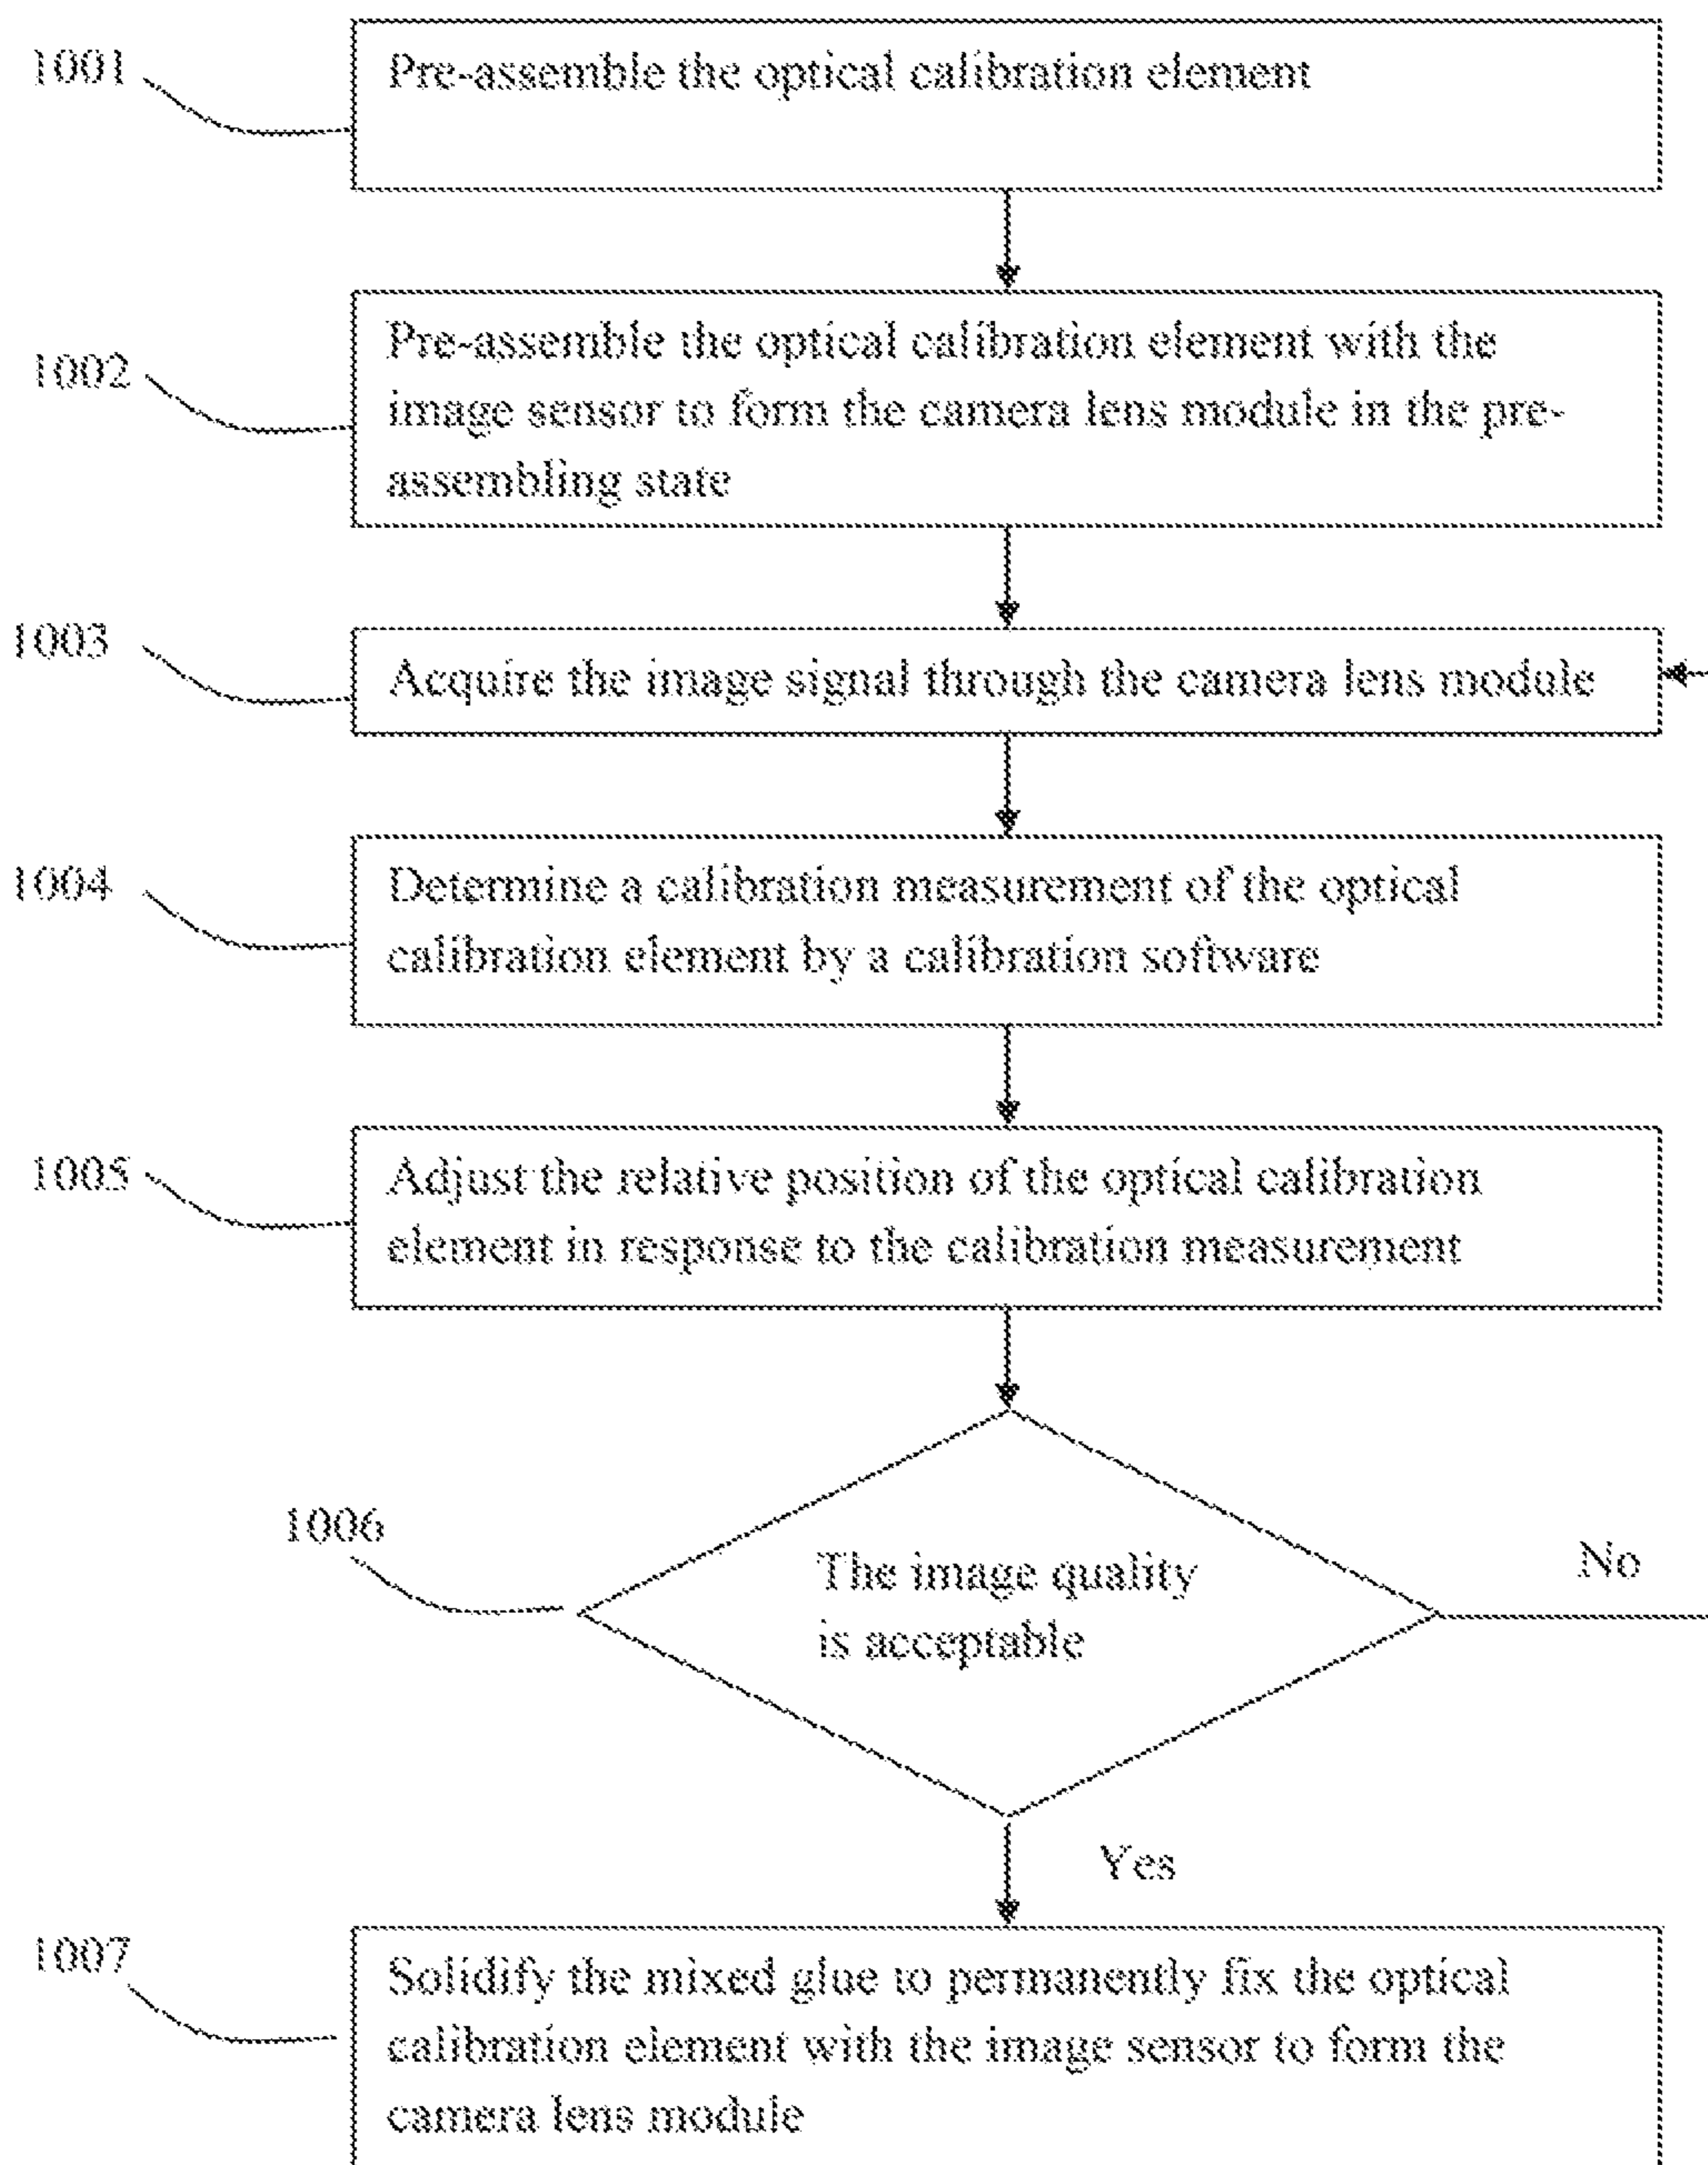 1001
Pre-assemble the optical calibration element
1002
Pre-assemble the optical calibration element with the
image sensor to form the camera lens module in the pre-
assembling state
1003
Acquire the image signal through the camera lens module
1004
Determine a calibration measurement of the optical
calibration element by a calibration software
1005
Adjust the relative position of the optical calibration
element in response to the calibration measurement
1006
The image quality
is acceptable
No
Yes
1007
Solidify the mixed glue to permanently fix the optical
calibration element with the image sensor to form the
camera lens module